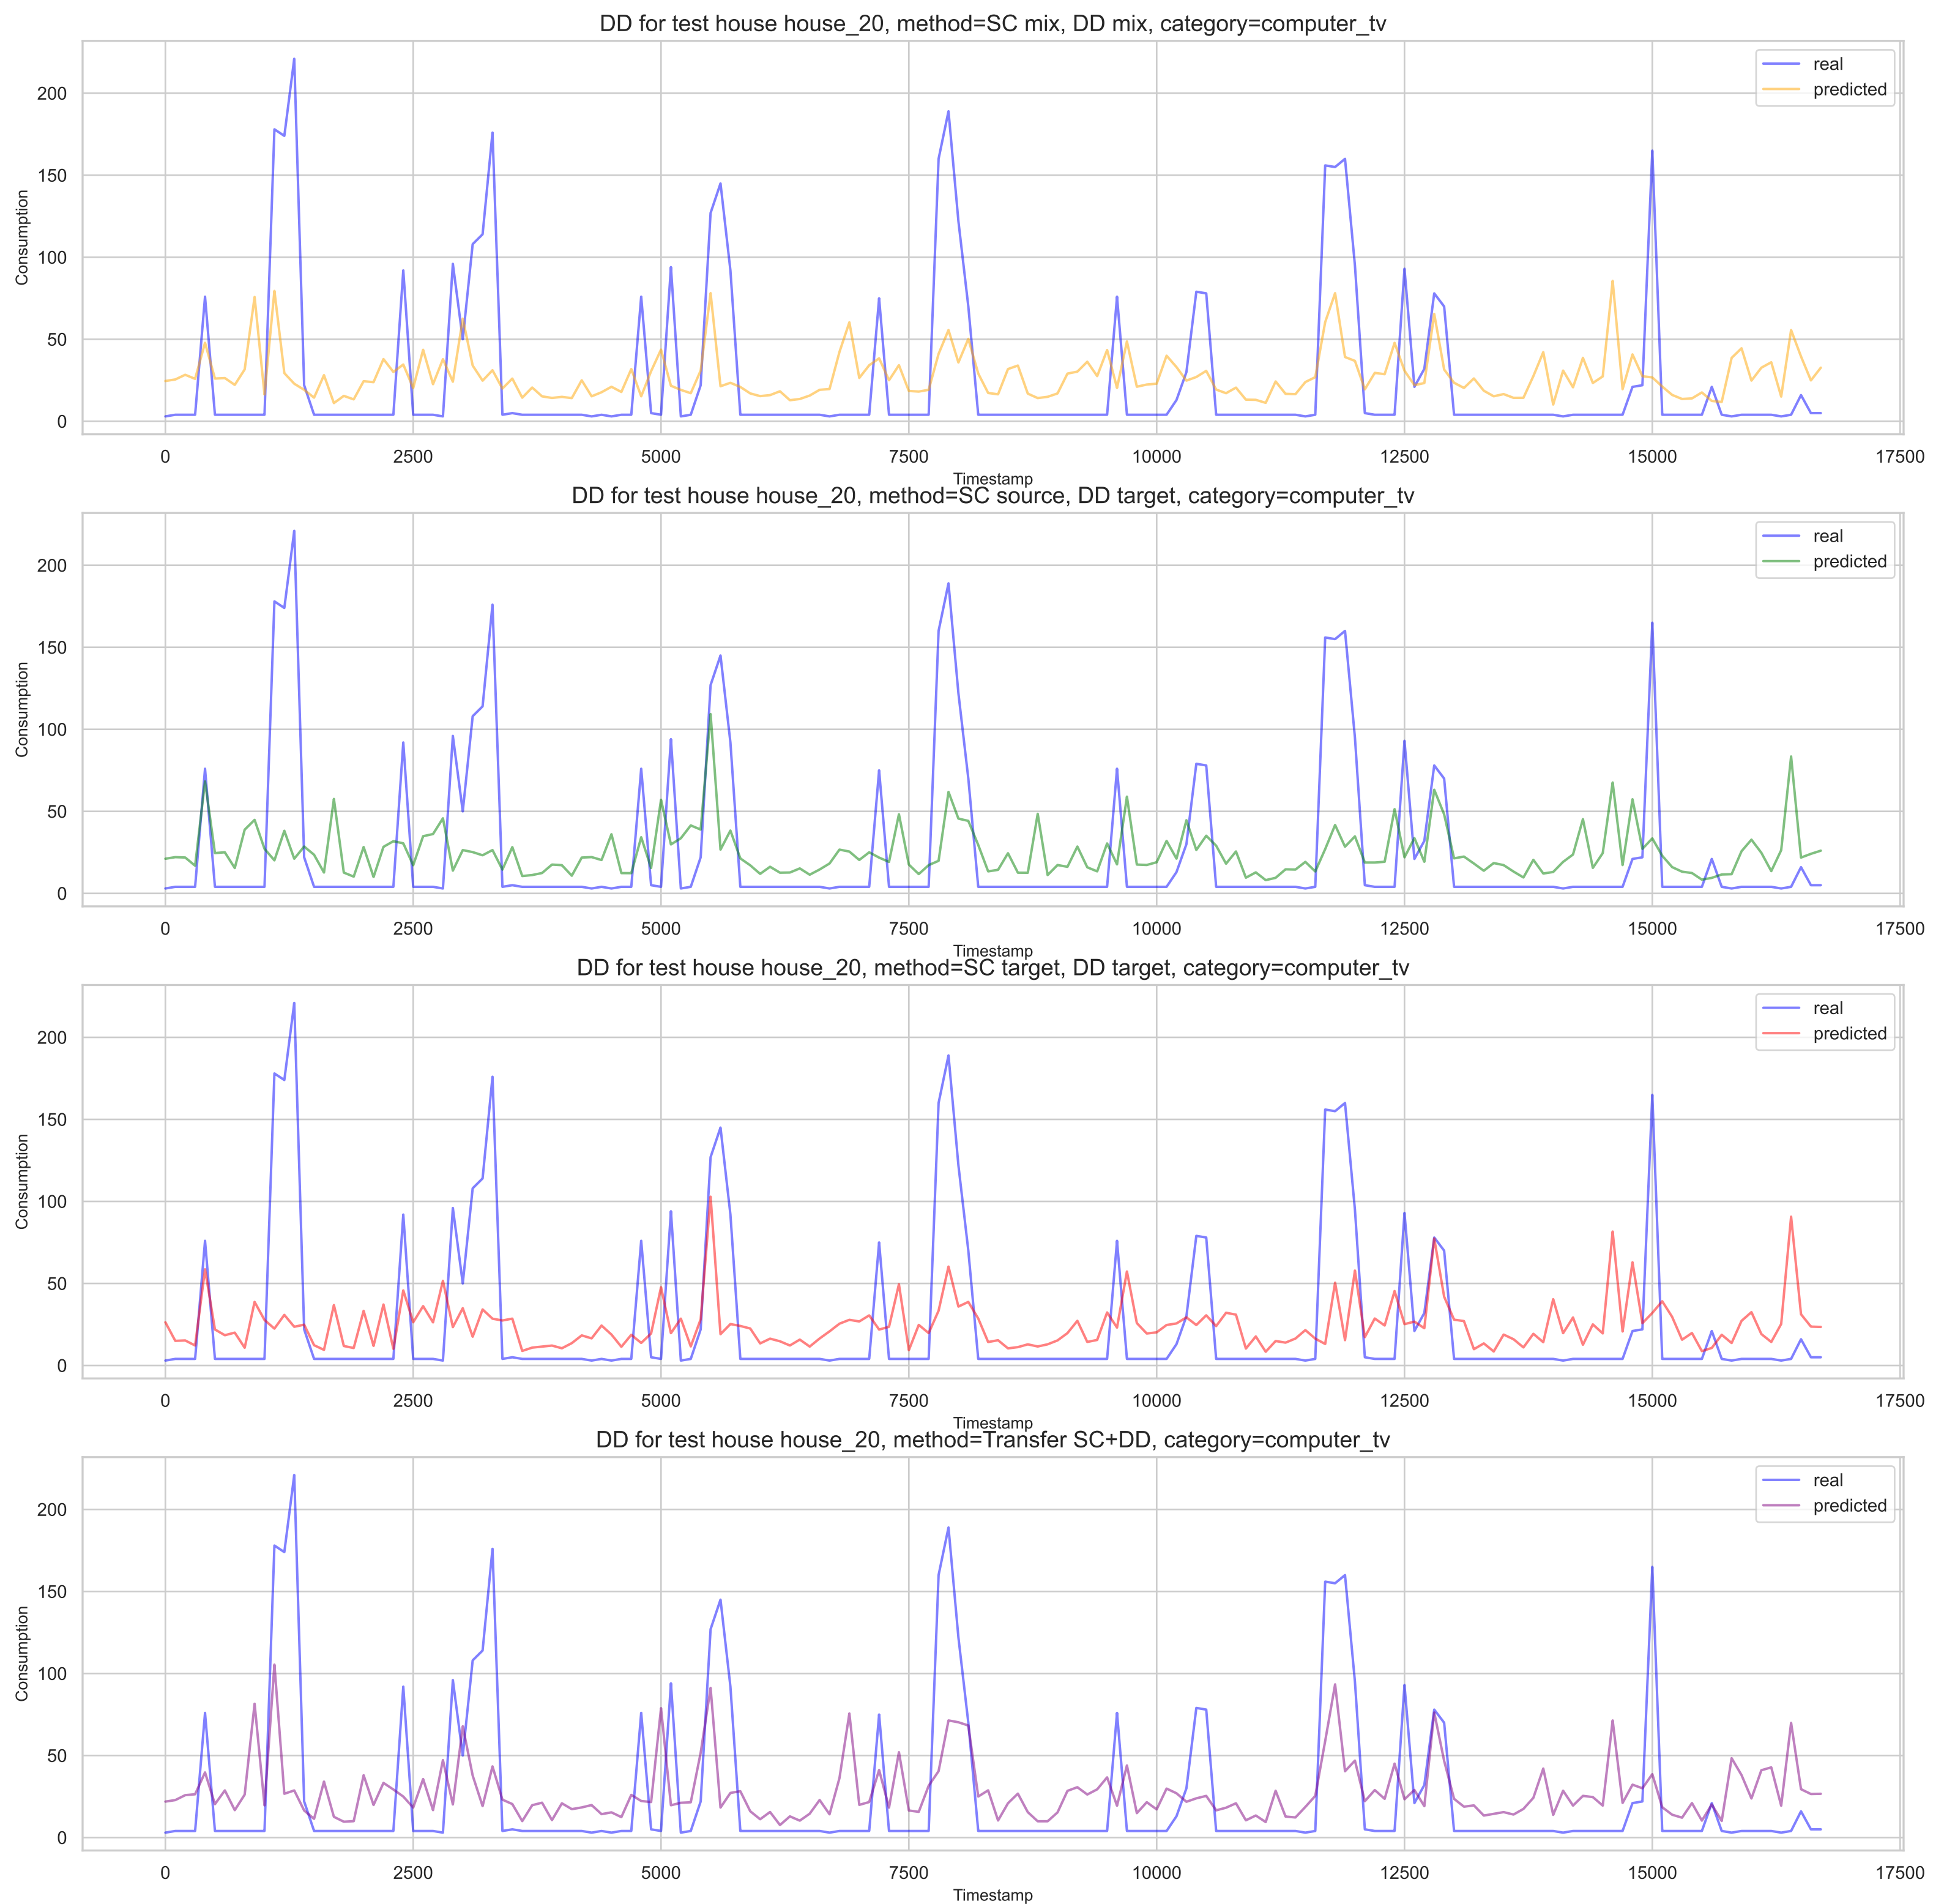 DD for test house house_20, method=SC mix, DD mix, category=computer_tv
real
predicted
200
150
100
50
0
Consumption
0 2500 5000 7500 10000 12500 15000 17500
Timestamp
DD for test house house_20, method=SC source, DD target, category=computer_tv
real
predicted
200
150
100
50
0
Consumption
0 2500 5000 7500 10000 12500 15000 17500
Timestamp
DD for test house house_20, method=SC target, DD target, category=computer_tv
real
predicted
200
150
100
50
0
Consumption
0 2500 5000 7500 10000 12500 15000 17500
Timestamp
DD for test house house_20, method=Transfer SC+DD, category=computer_tv
real
predicted
200
150
100
50
0
Consumption
0 2500 5000 7500 10000 12500 15000 17500
Timestamp